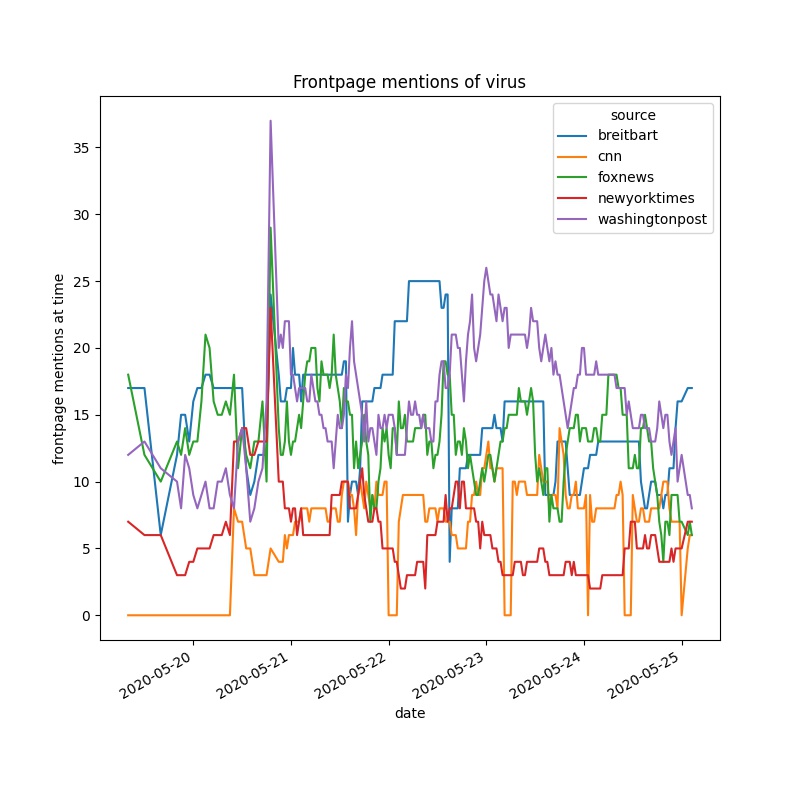 Frontpage mentions of virus
source
breitbart
cnn
foxnews
newyorktimes
washingtonpost
frontpage mentions at time
35
30
25
20
15
10
5
0
2020-05-20
2020-05-21
2020-05-22
2020-05-23
2020-05-24
2020-05-25
date